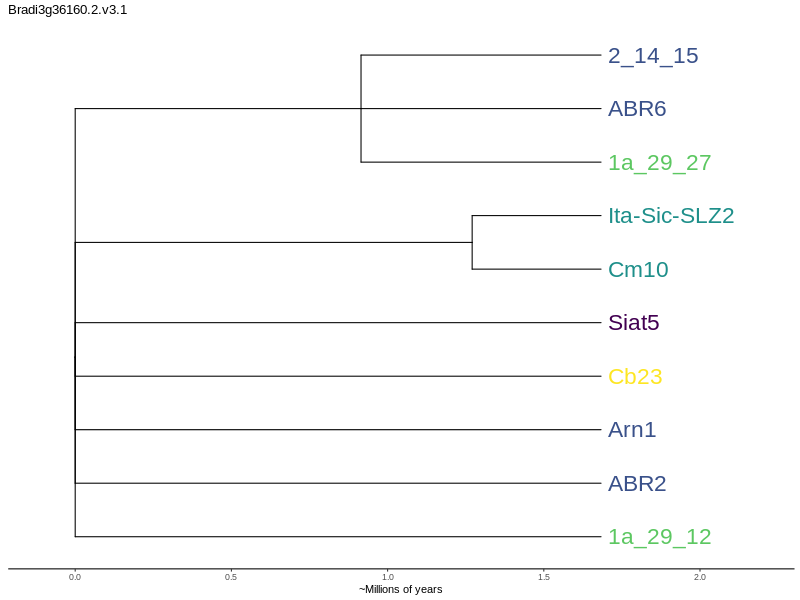 Bradi3g36160.2.v3.1
2_14_15
ABR6
1a_29_27
Ita-Sic-SLZ2
Cm10
Siat5
Cb23
Arn1
ABR2
1a_29_12
0.0 0.5 1.0 1.5 2.0
~Millions of years